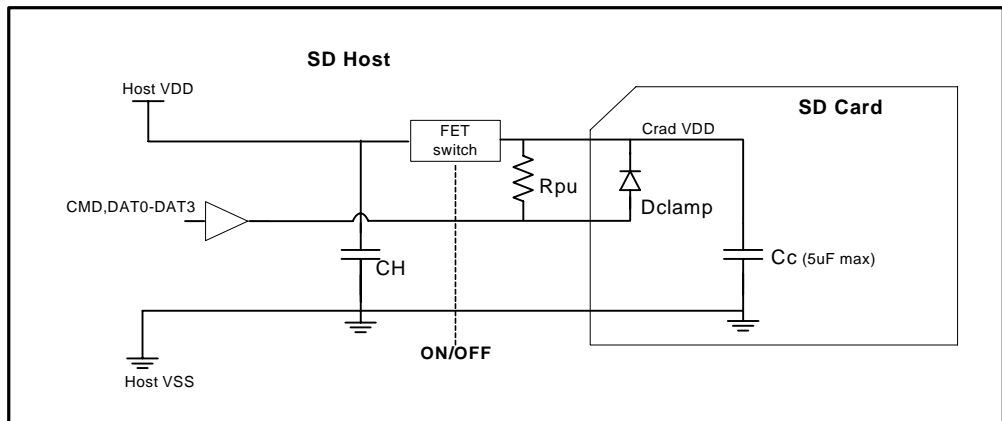 SD Host
Host VDD
SD Card
FET
switch
Crad VDD
Rpu
Dclamp
CMD,DAT0-DAT3
CH
Cc (5uF max)
ON/OFF
Host VSS